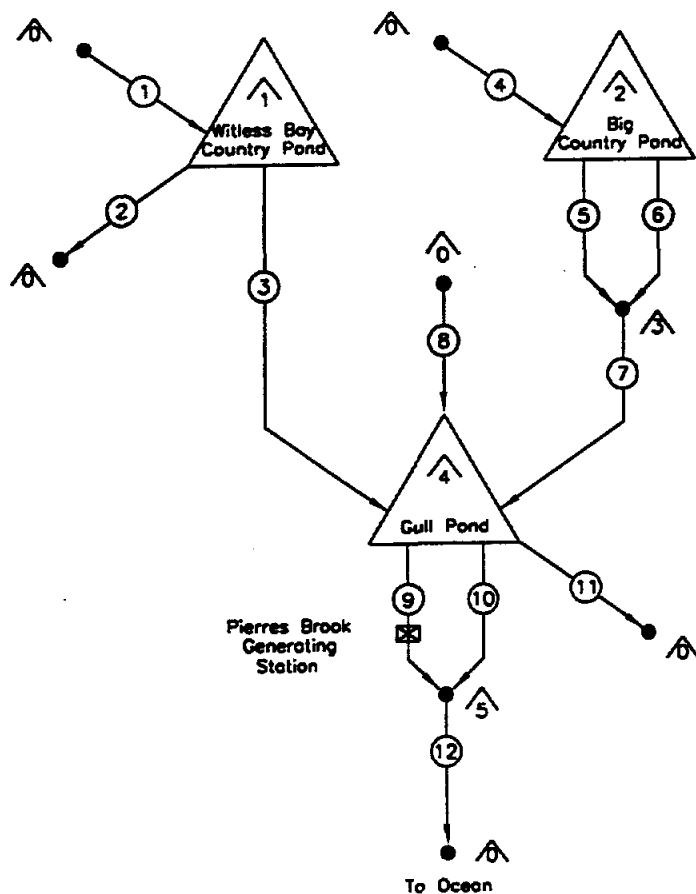 0
0
1
4
1
2
Witless Bay
Country Pond
Big
Country Pond
2
5
6
0
0
3
3
8
7
4
Gull Pond
9
10
11
Pierres Brook
Generating
Station
0
5
12
0
To Ocean